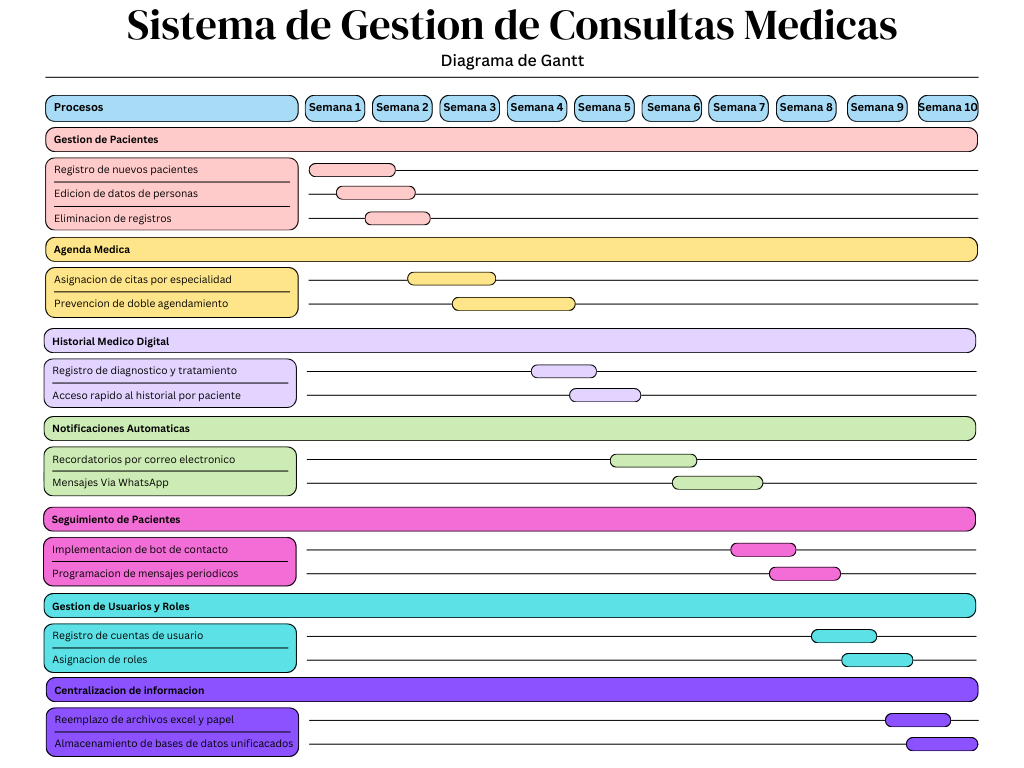 Sistema de Gestion de Consultas Medicas
Diagrama de Gantt
Procesos Semana 1 Semana 2 Semana 3 Semana 4 Semana 5 Semana 6 Semana 7 Semana 8 Semana 9 Semana 10
Gestion de Pacientes
Registro de nuevos pacientes
Edicion de datos de personas
Eliminacion de registros
Agenda Medica
Asignacion de citas por especialidad
Prevencion de doble agendamiento
Historial Medico Digital
Registro de diagnostico y tratamiento
Acceso rapido al historial por paciente
Notificaciones Automaticas
Recordatorios por correo electronico
Mensajes Via WhatsApp
Seguimiento de Pacientes
Implementacion de bot de contacto
Programacion de mensajes periodicos
Gestion de Usuarios y Roles
Registro de cuentas de usuario
Asignacion de roles
Centralizacion de informacion
Reemplazo de archivos excel y papel
Almacenamiento de bases de datos unificacados